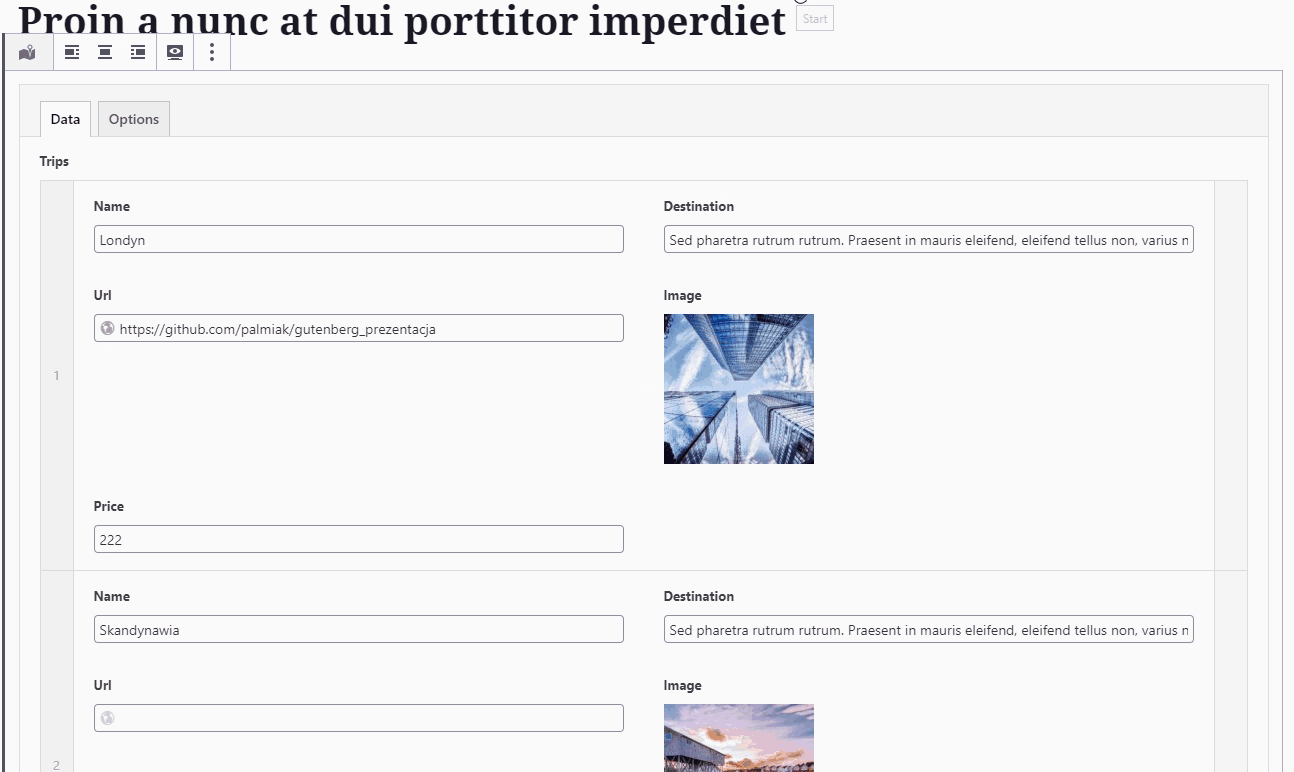 Proin a nunc at dui porttitor imperdiet Start
Data Options
Trips
Name Destination
Londyn Sed pharetra rutrum rutrum. Praesent in mauris eleifend, eleifend tellus non, varius n
Url Image
https://github.com/palmiak/gutenberg_prezentacja
1
Price
222
Name Destination
Skandynawia Sed pharetra rutrum rutrum. Praesent in mauris eleifend, eleifend tellus non, varius n
Url Image
2